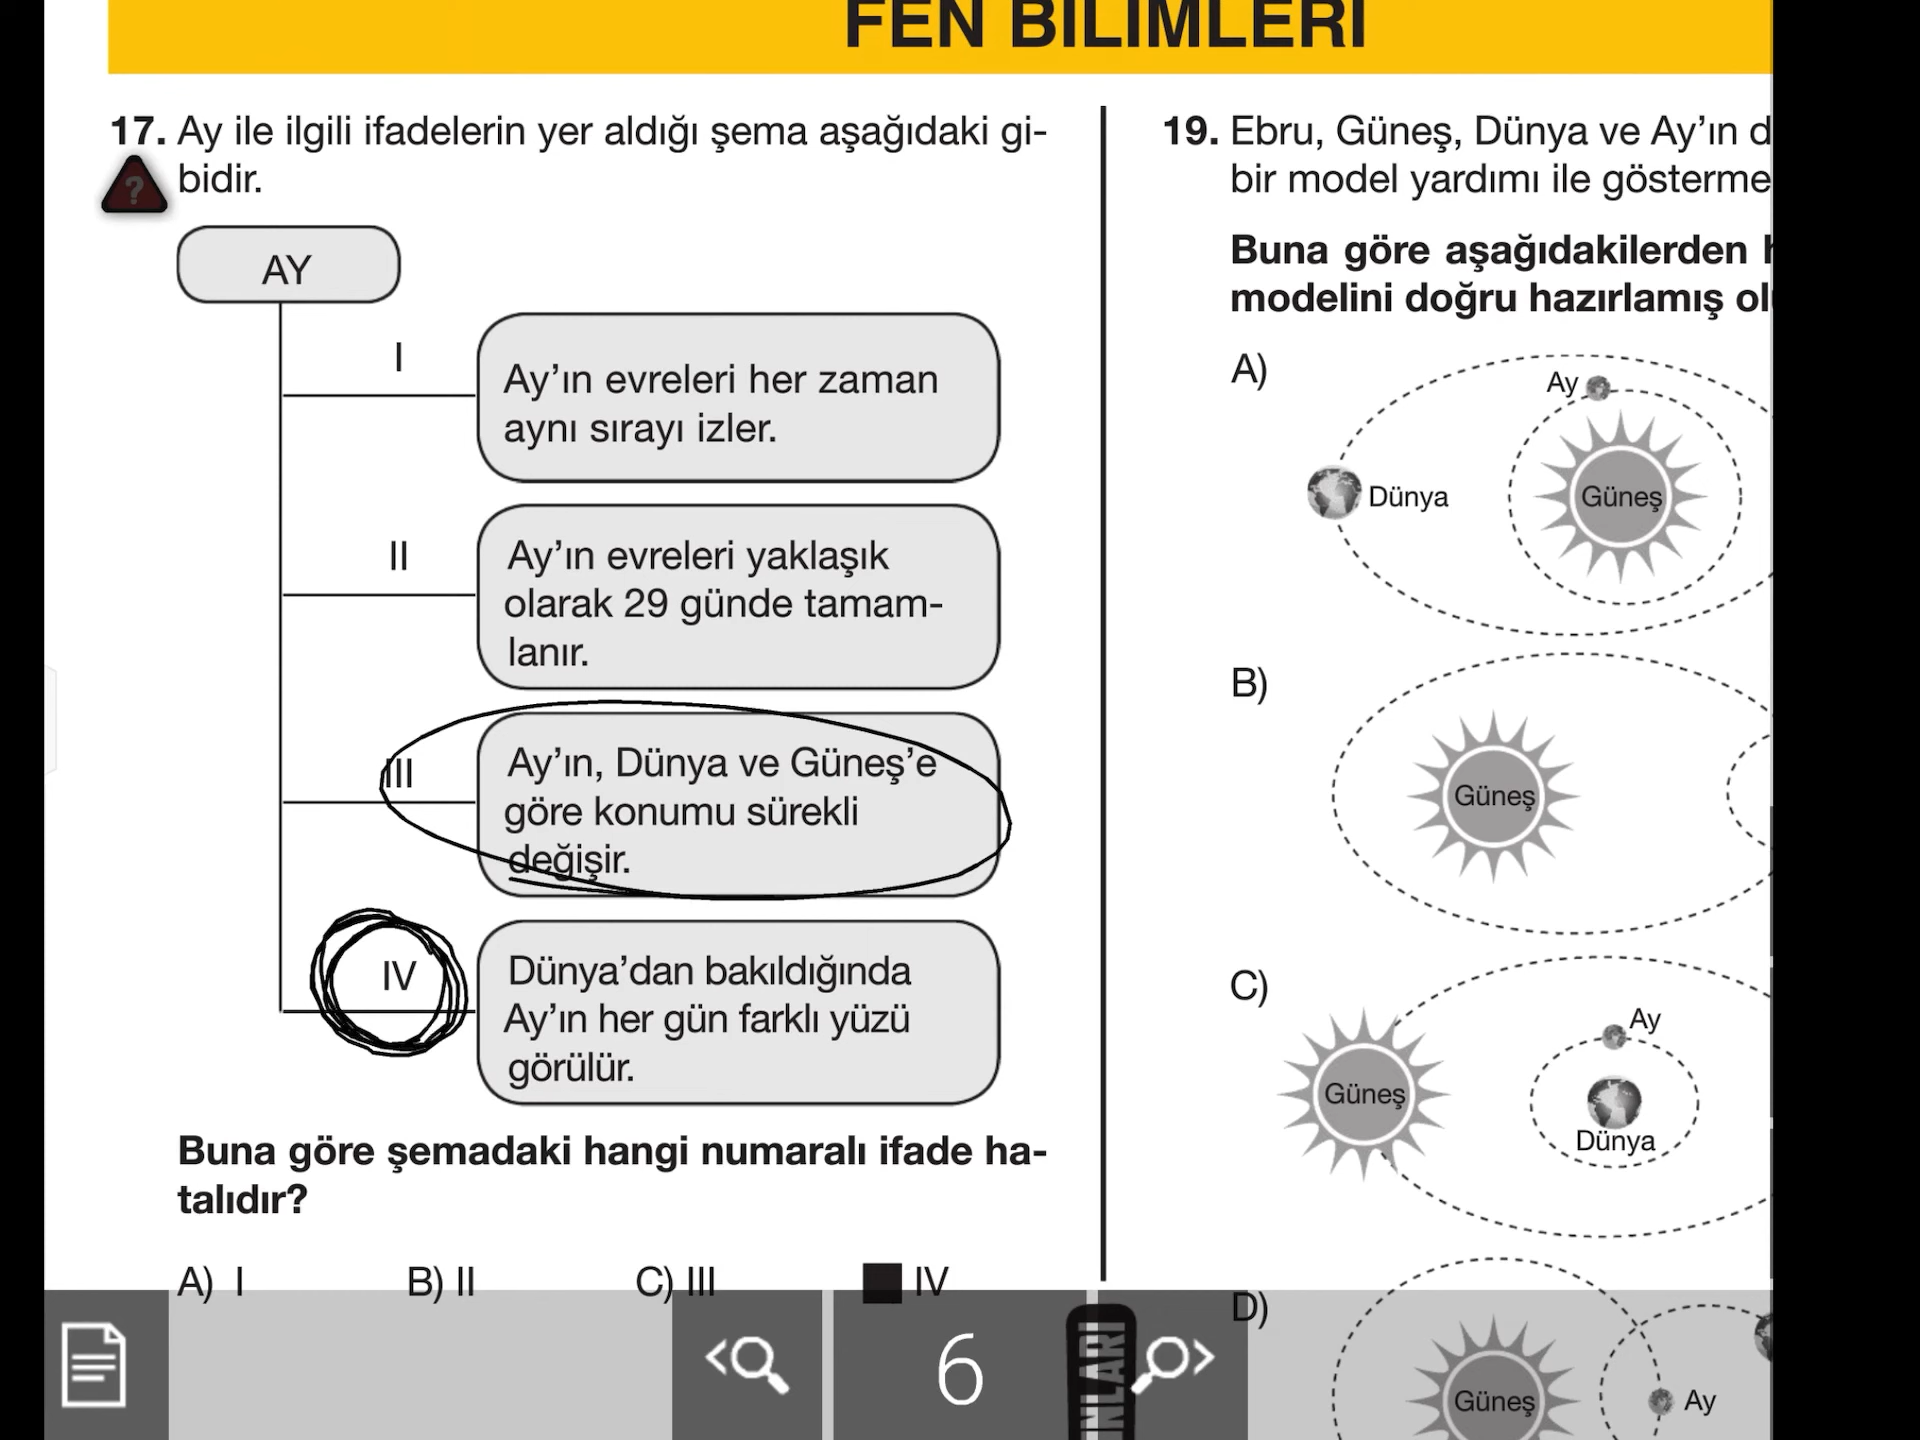 FEN BİLİMLERİ
17. Ay ile ilgili ifadelerin yer aldığı şema aşağıdaki gi-
bidir.
?
AY
I
Ay’ın evreleri her zaman
aynı sırayı izler.
II
Ay’ın evreleri yaklaşık
olarak 29 günde tamam-
lanır.
III
Ay’ın, Dünya ve Güneş’e
göre konumu sürekli
değişir.
IV
Dünya’dan bakıldığında
Ay’ın her gün farklı yüzü
görülür.
Buna göre şemadaki hangi numaralı ifade ha-
talıdır?
A) I
B) II
C) III
IV
19. Ebru, Güneş, Dünya ve Ay’ın
bir model yardımı ile
Buna göre aşağıdakilerden
modelini doğru hazırlamış
A)
Ay
Dünya
Güneş
B)
Güneş
C)
Ay
Güneş
Dünya
D)
Güneş
Ay
6